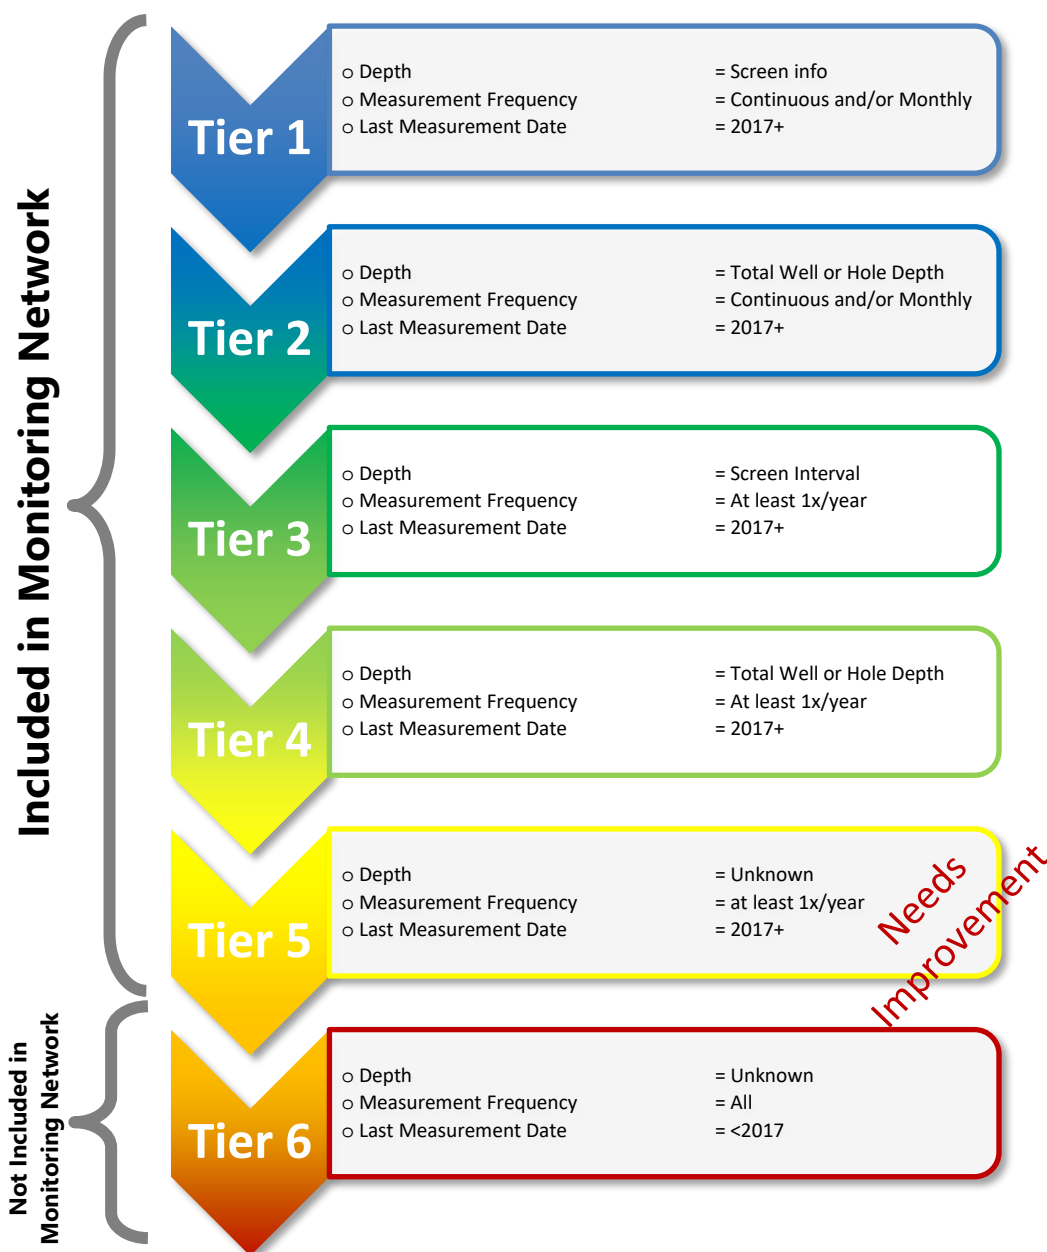 Included in Monitoring Network
Tier 1
o Depth = Screen info
o Measurement Frequency = Continuous and/or Monthly
o Last Measurement Date = 2017+
Tier 2
o Depth = Total Well or Hole Depth
o Measurement Frequency = Continuous and/or Monthly
o Last Measurement Date = 2017+
Tier 3
o Depth = Screen Interval
o Measurement Frequency = At least 1x/year
o Last Measurement Date = 2017+
Tier 4
o Depth = Total Well or Hole Depth
o Measurement Frequency = At least 1x/year
o Last Measurement Date = 2017+
Tier 5
o Depth = Unknown
o Measurement Frequency = at least 1x/year
o Last Measurement Date = 2017+
Needs
Improvement
Not Included in
Monitoring Network
Tier 6
o Depth = Unknown
o Measurement Frequency = All
o Last Measurement Date = <2017